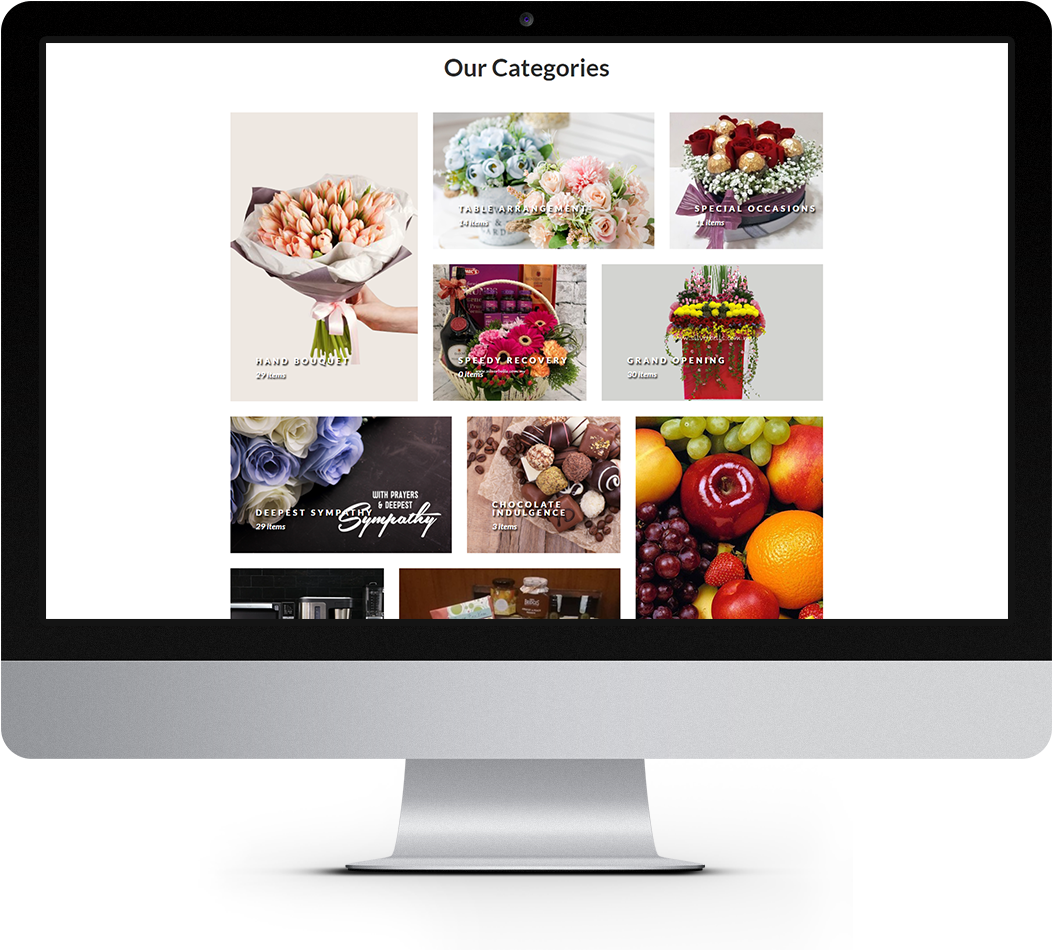 Our Categories
TABLE ARRANGEMENT
14 items
SPECIAL OCCASIONS
11 items
HAND BOUQUET
29 items
SPEEDY RECOVERY
0 items
GRAND OPENING
30 items
WITH PRAYERS
& DEEPEST
Sympathy
DEEPEST SYMPATHY
29 items
CHOCOLATE
INDULGENCE
3 items